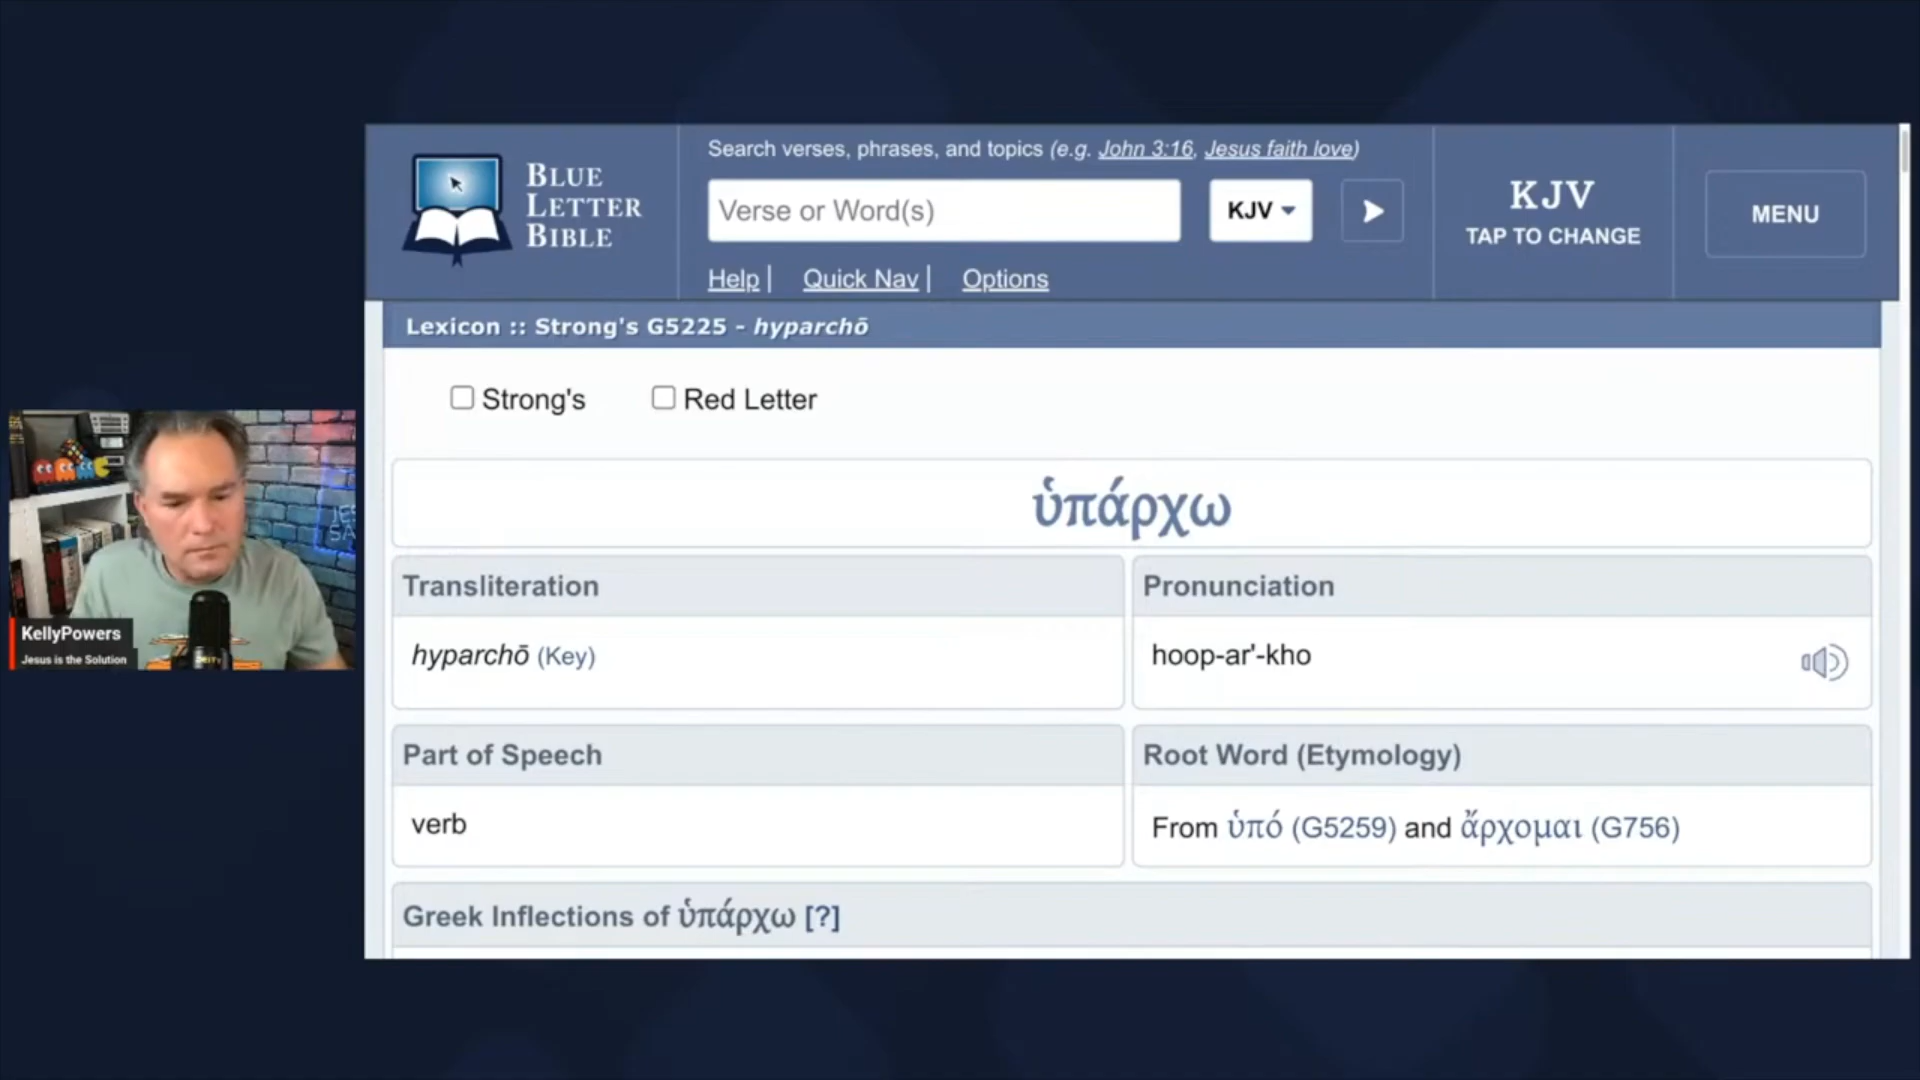 BLUE
LETTER
BIBLE
Search verses, phrases, and topics (e.g. John 3:16, Jesus faith love)
Verse or Word(s)
KJV
Help | Quick Nav | Options
KJV
TAP TO CHANGE
MENU
Lexicon :: Strong's G5225 - hyparchō
Strong's
Red Letter
ὑπάρχω
Transliteration
Pronunciation
hyparchō (Key)
hoop-ar'-kho
Part of Speech
Root Word (Etymology)
verb
From ὑπό (G5259) and ἄρχομαι (G756)
Greek Inflections of ὑπάρχω [?]
KellyPowers
Jesus is the Solution